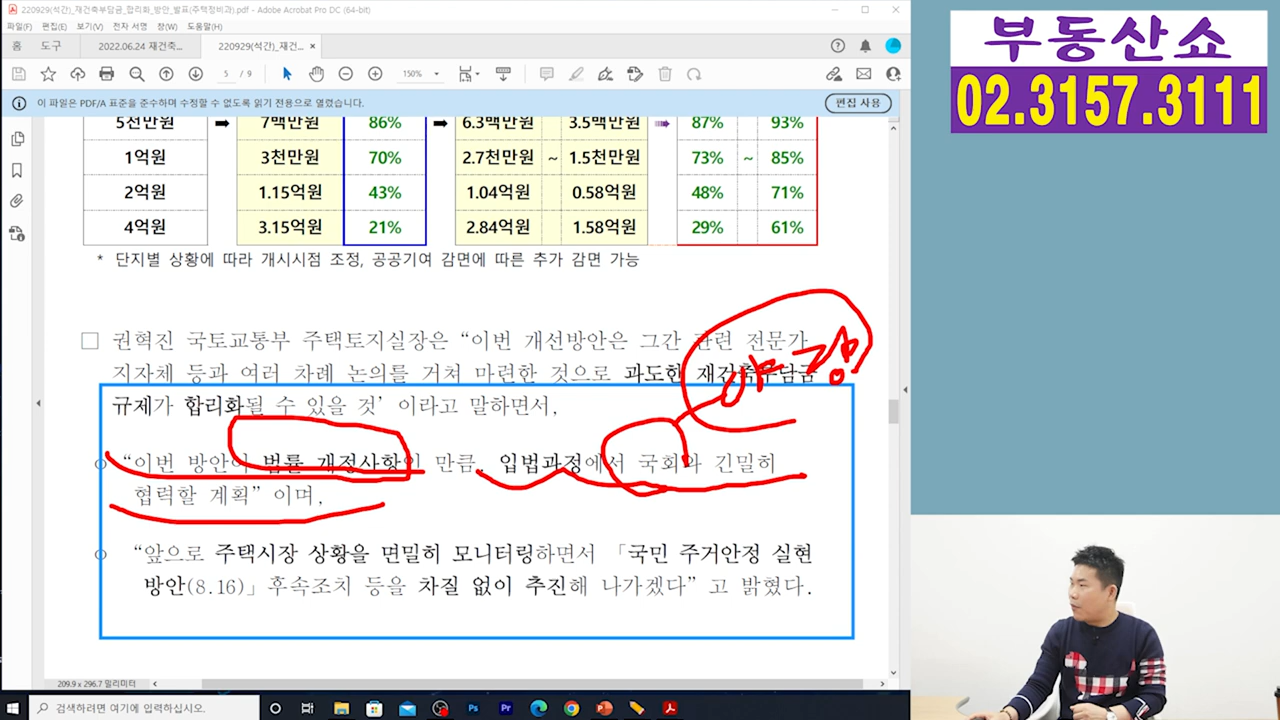 220929(석간)_재건축부담금_합리화_방안_발표(주택정비과).pdf - Adobe Acrobat Pro DC (64-bit)
파일(F) 편집(E) 보기(V) 전자 서명 창(W) 도움말(H)
홈 도구 2022.06.24 재건축... 220929(석간)_재건... ×
5 / 9 150%
이 파일은 PDF/A 표준을 준수하며 수정할 수 없도록 읽기 전용으로 열렸습니다. 편집 사용
5천만원 7백만원 86% 6.3백만원 3.5백만원 87% 93%
1억원 3천만원 70% 2.7천만원 ~ 1.5천만원 73% ~ 85%
2억원 1.15억원 43% 1.04억원 0.58억원 48% 71%
4억원 3.15억원 21% 2.84억원 1.58억원 29% 61%
* 단지별 상황에 따라 개시시점 조정, 공공기여 감면에 따른 추가 감면 가능
□ 권혁진 국토교통부 주택토지실장은 “이번 개선방안은 그간 관련 전문가
지자체 등과 여러 차례 논의를 거쳐 마련한 것으로 과도한 재건축부담금
규제가 합리화될 수 있을 것’ 이라고 말하면서,
ㅇ “이번 방안이 법률 개정사항인 만큼, 입법과정에서 국회와 긴밀히
협력할 계획” 이며,
ㅇ “앞으로 주택시장 상황을 면밀히 모니터링하면서 「국민 주거안정 실현
방안(8.16)」 후속조치 등을 차질 없이 추진해 나가겠다” 고 밝혔다.
209.9 x 296.7 밀리미터
검색하려면 여기에 입력하십시오.
부동산쇼
02.3157.3111